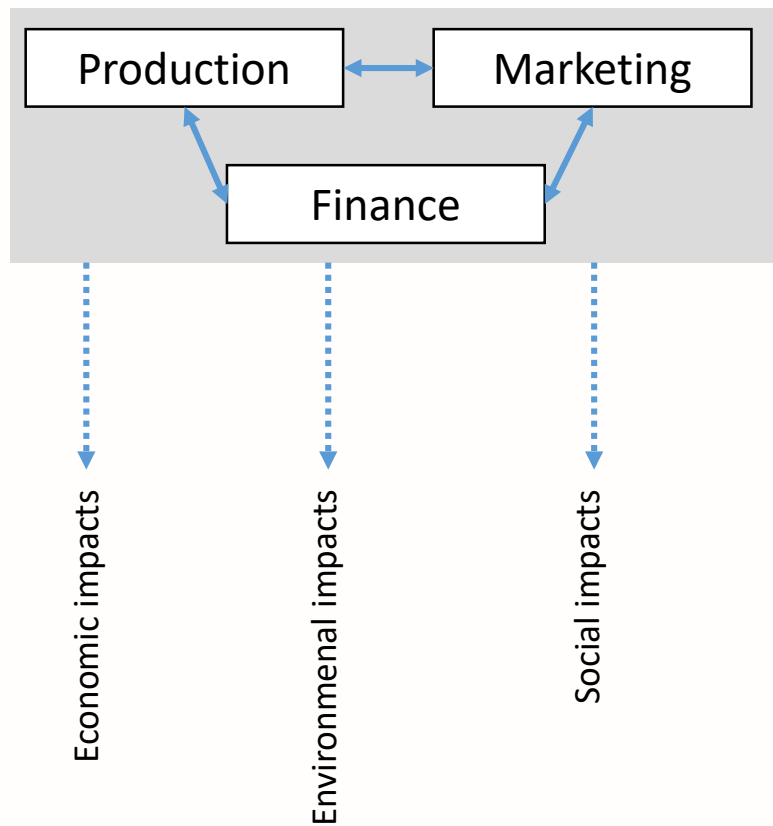 Production
Marketing
Finance
Economic impacts
Environmenal impacts
Social impacts